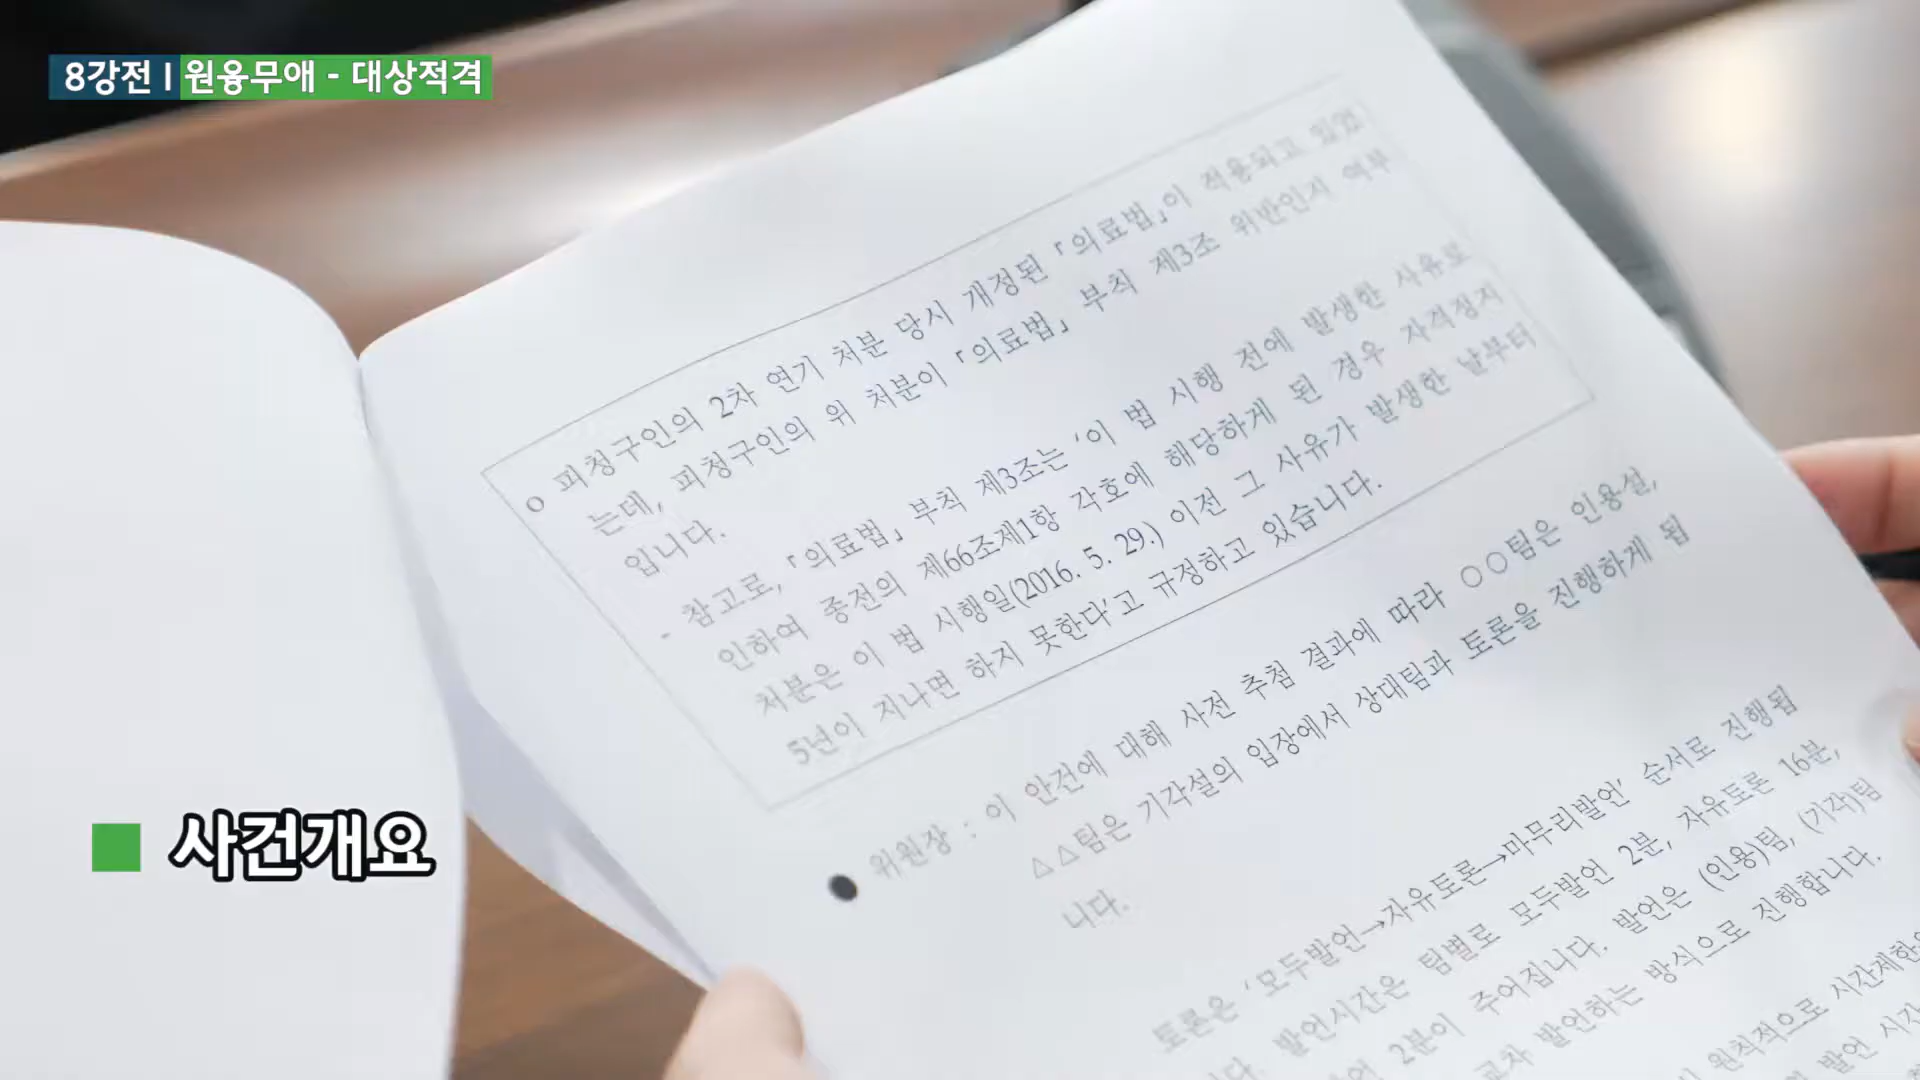 8강전 | 원융무애 - 대상적격
ㅇ 피청구인의 2차 연기 처분 당시 개정된 「의료법」이 적용되고 있었
는데, 피청구인의 위 처분이 「의료법」 부칙 제3조 위반인지 여부
입니다.
- 참고로, 「의료법」 부칙 제3조는 '이 법 시행 전에 발생한 사유로
인하여 종전의 제66조제1항 각호에 해당하게 된 경우 자격정지
처분은 이 법 시행일(2016. 5. 29.) 이전 그 사유가 발생한 날부터
5년이 지나면 하지 못한다'고 규정하고 있습니다.
● 위원장 : 이 안건에 대해 사전 추첨 결과에 따라 ○○팀은 인용설,
△△팀은 기각설의 입장에서 상대팀과 토론을 진행하게 됩
니다.
토론은 '모두발언→자유토론→마무리발언' 순서로 진행됩
다. 발언시간은 팀별로 모두발언 2분, 자유토론 16분,
2분이 주어집니다. 발언은 (인용)팀, (기각)팀
교차 발언하는 방식으로 진행합니다.
원칙적으로 시간제한
발언 시간
사건개요